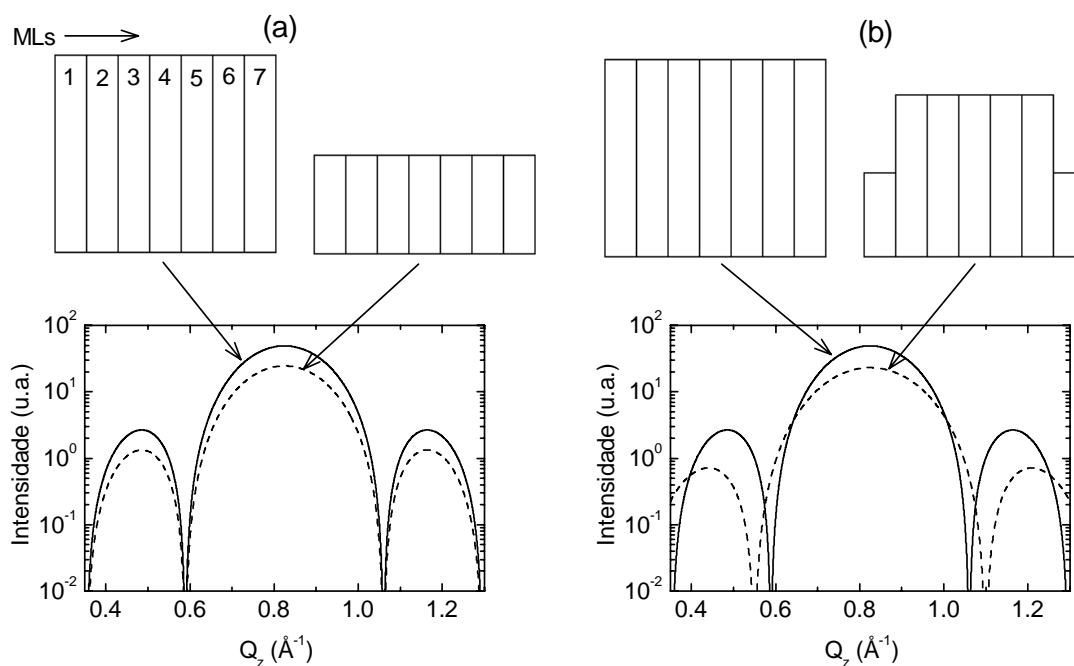 (a)
MLs
1 2 3 4 5 6 7
(b)
Intensidade (u.a.)
10²
10¹
10⁰
10⁻¹
10⁻²
0.4 0.6 0.8 1.0 1.2
Q_z (Å⁻¹)
Intensidade (u.a.)
10²
10¹
10⁰
10⁻¹
10⁻²
0.4 0.6 0.8 1.0 1.2
Q_z (Å⁻¹)